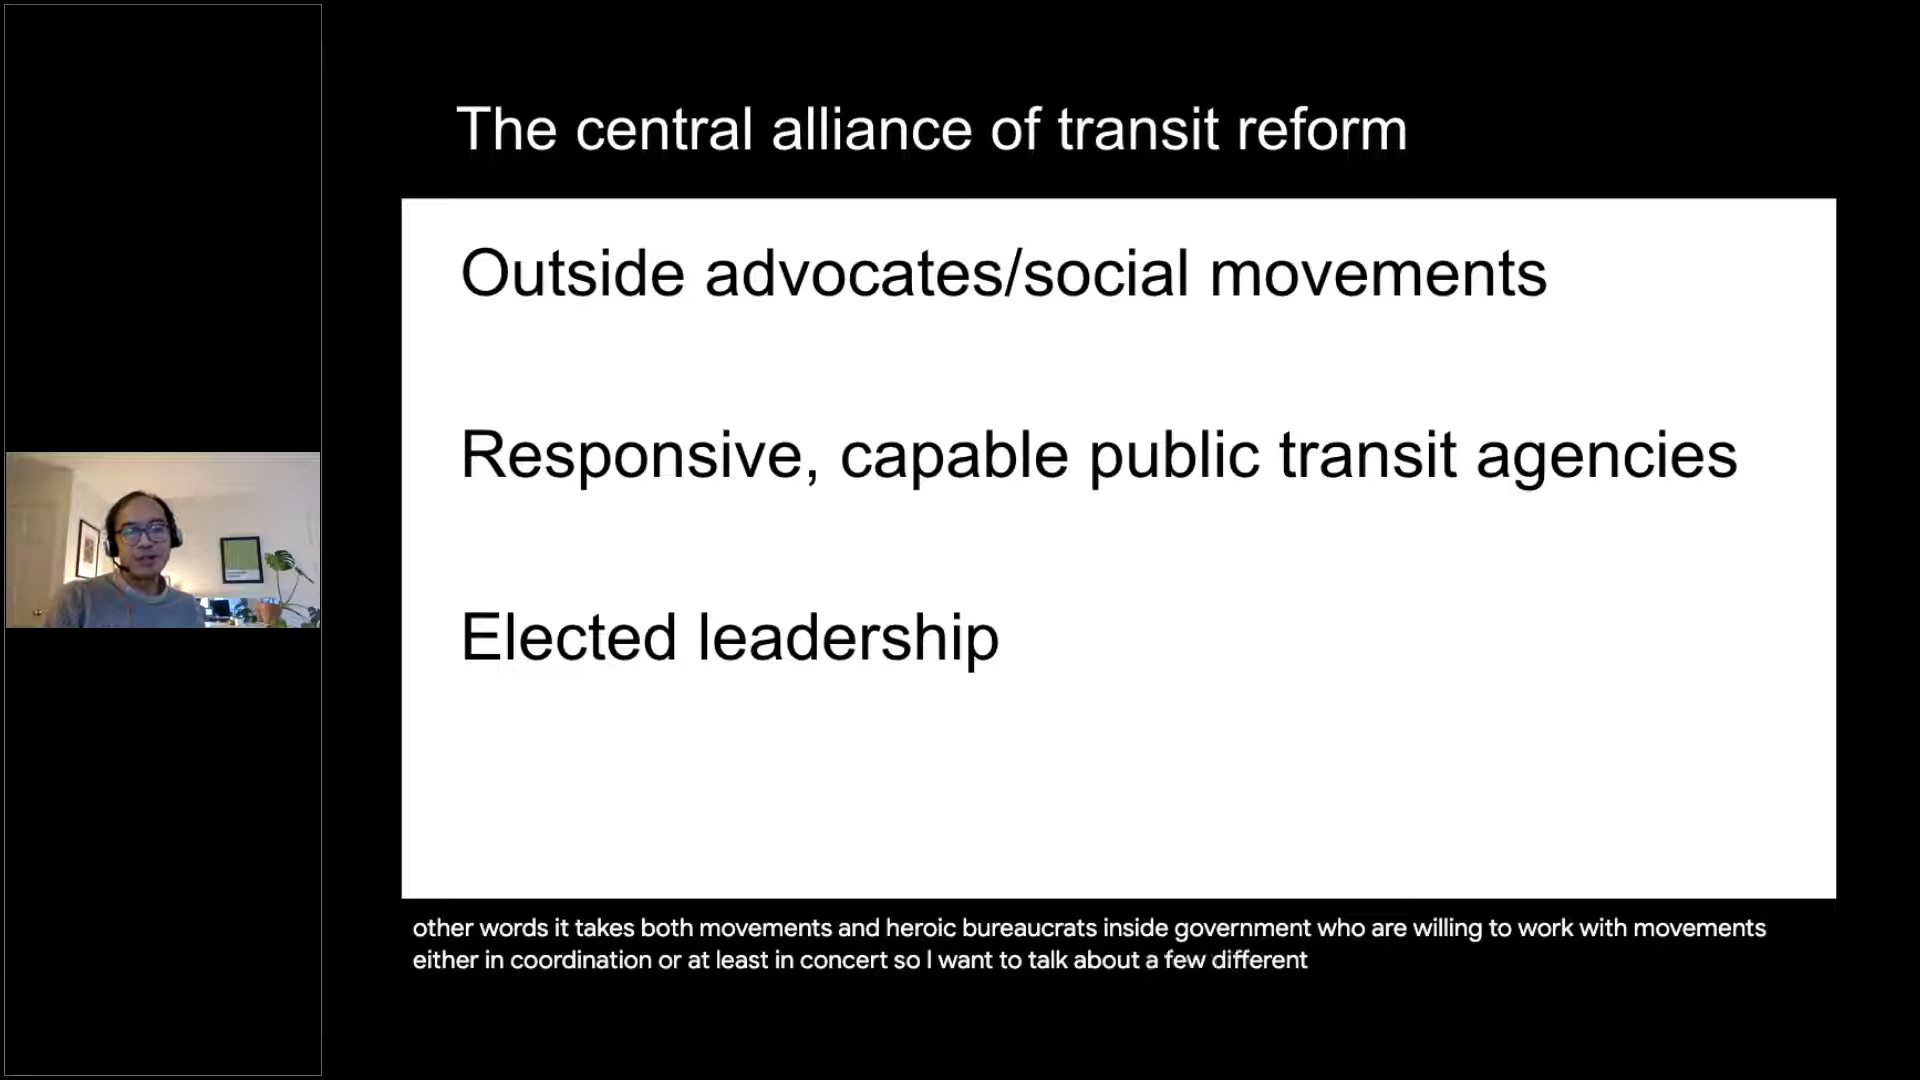 The central alliance of transit reform
Outside advocates/social movements
Responsive, capable public transit agencies
Elected leadership
other words it takes both movements and heroic bureaucrats inside government who are willing to work with movements
either in coordination or at least in concert so I want to talk about a few different